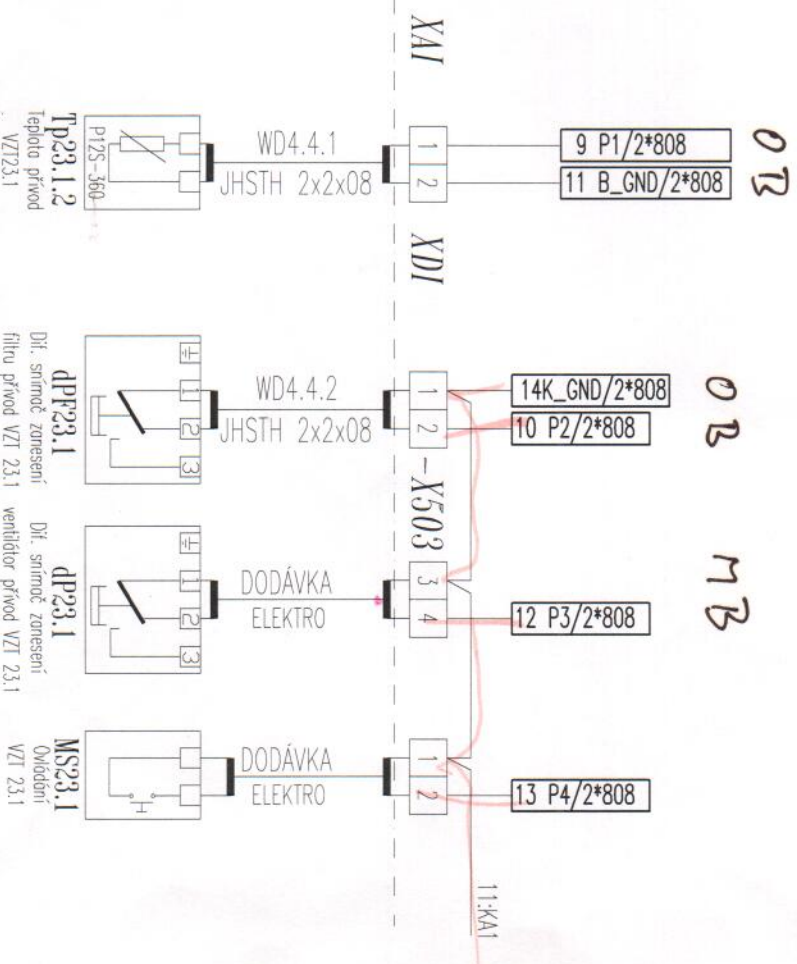 OB
OB
MB
9 P1/2*808
11 B_GND/2*808
14K_GND/2*808
10 P2/2*808
12 P3/2*808
13 P4/2*808
11:KA1
XAI
1
2
XDI
1
2
-X503
3
4
1
2
WD4.4.1
JHSTH 2x2x08
WD4.4.2
JHSTH 2x2x08
DODÁVKA
ELEKTRO
DODÁVKA
ELEKTRO
P12S-360
1
2
3
1
2
3
Tp23.1.2
Teplota přívod
VZT23.1
dPF23.1
Dif. snímač zanesení
filtru přívod VZT 23.1
dP23.1
Dif. snímač zanesení
ventilátor přívod VZT 23.1
MS23.1
Ovládání
VZT 23.1